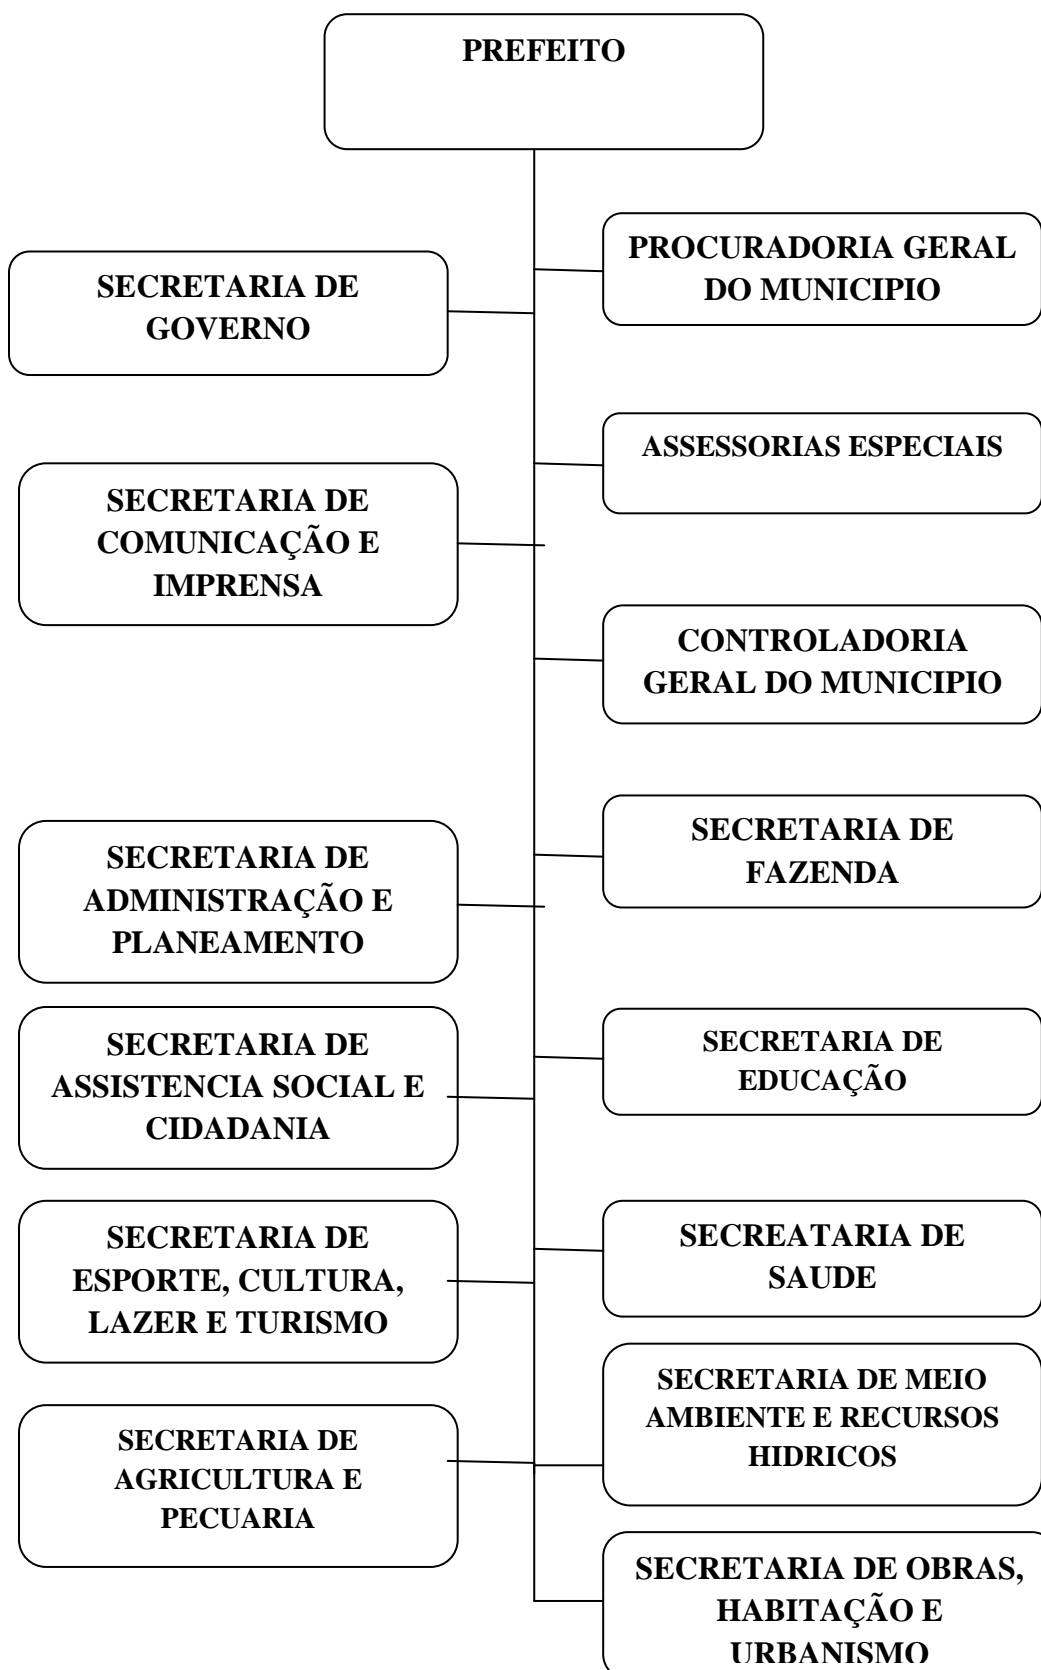 PREFEITO
PROCURADORIA GERAL
DO MUNICIPIO
SECRETARIA DE
GOVERNO
ASSESSORIAS ESPECIAIS
SECRETARIA DE
COMUNICAÇÃO E
IMPRENSA
CONTROLADORIA
GERAL DO MUNICIPIO
SECRETARIA DE
FAZENDA
SECRETARIA DE
ADMINISTRAÇÃO E
PLANEAMENTO
SECRETARIA DE
EDUCAÇÃO
SECRETARIA DE
ASSISTENCIA SOCIAL E
CIDADANIA
SECREATARIA DE
SAUDE
SECRETARIA DE
ESPORTE, CULTURA,
LAZER E TURISMO
SECRETARIA DE MEIO
AMBIENTE E RECURSOS
HIDRICOS
SECRETARIA DE
AGRICULTURA E
PECUARIA
SECRETARIA DE OBRAS,
HABITAÇÃO E
URBANISMO